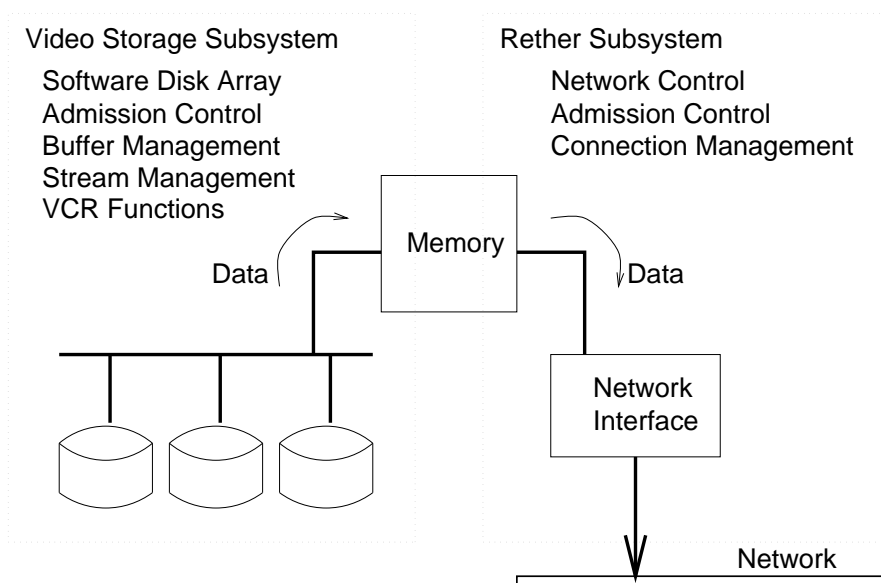 Video Storage Subsystem
Software Disk Array
Admission Control
Buffer Management
Stream Management
VCR Functions
Rether Subsystem
Network Control
Admission Control
Connection Management
Memory
Data
Data
Network
Interface
Network